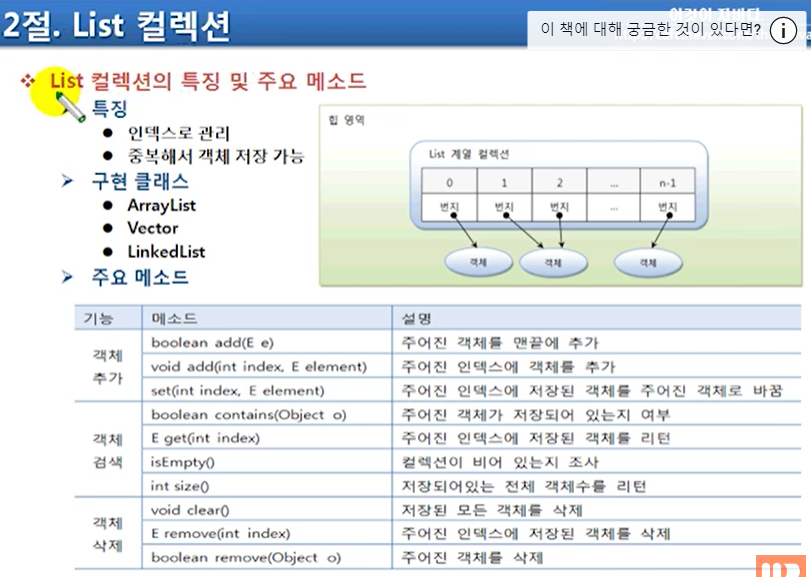 2절. List 컬렉션
이것이 자바다.
이 책에 대해 궁금한 것이 있다면?
List 컬렉션의 특징 및 주요 메소드
특징
인덱스로 관리
중복해서 객체 저장 가능
구현 클래스
ArrayList
Vector
LinkedList
주요 메소드
힙 영역
List 계열 컬렉션
0 1 2 ... n-1
번지 번지 번지 ... 번지
객체 객체 객체
기능 메소드 설명
객체 추가
boolean add(E e) 주어진 객체를 맨끝에 추가
void add(int index, E element) 주어진 인덱스에 객체를 추가
set(int index, E element) 주어진 인덱스에 저장된 객체를 주어진 객체로 바꿈
객체 검색
boolean contains(Object o) 주어진 객체가 저장되어 있는지 여부
E get(int index) 주어진 인덱스에 저장된 객체를 리턴
isEmpty() 컬렉션이 비어 있는지 조사
int size() 저장되어있는 전체 객체수를 리턴
객체 삭제
void clear() 저장된 모든 객체를 삭제
E remove(int index) 주어진 인덱스에 저장된 객체를 삭제
boolean remove(Object o) 주어진 객체를 삭제